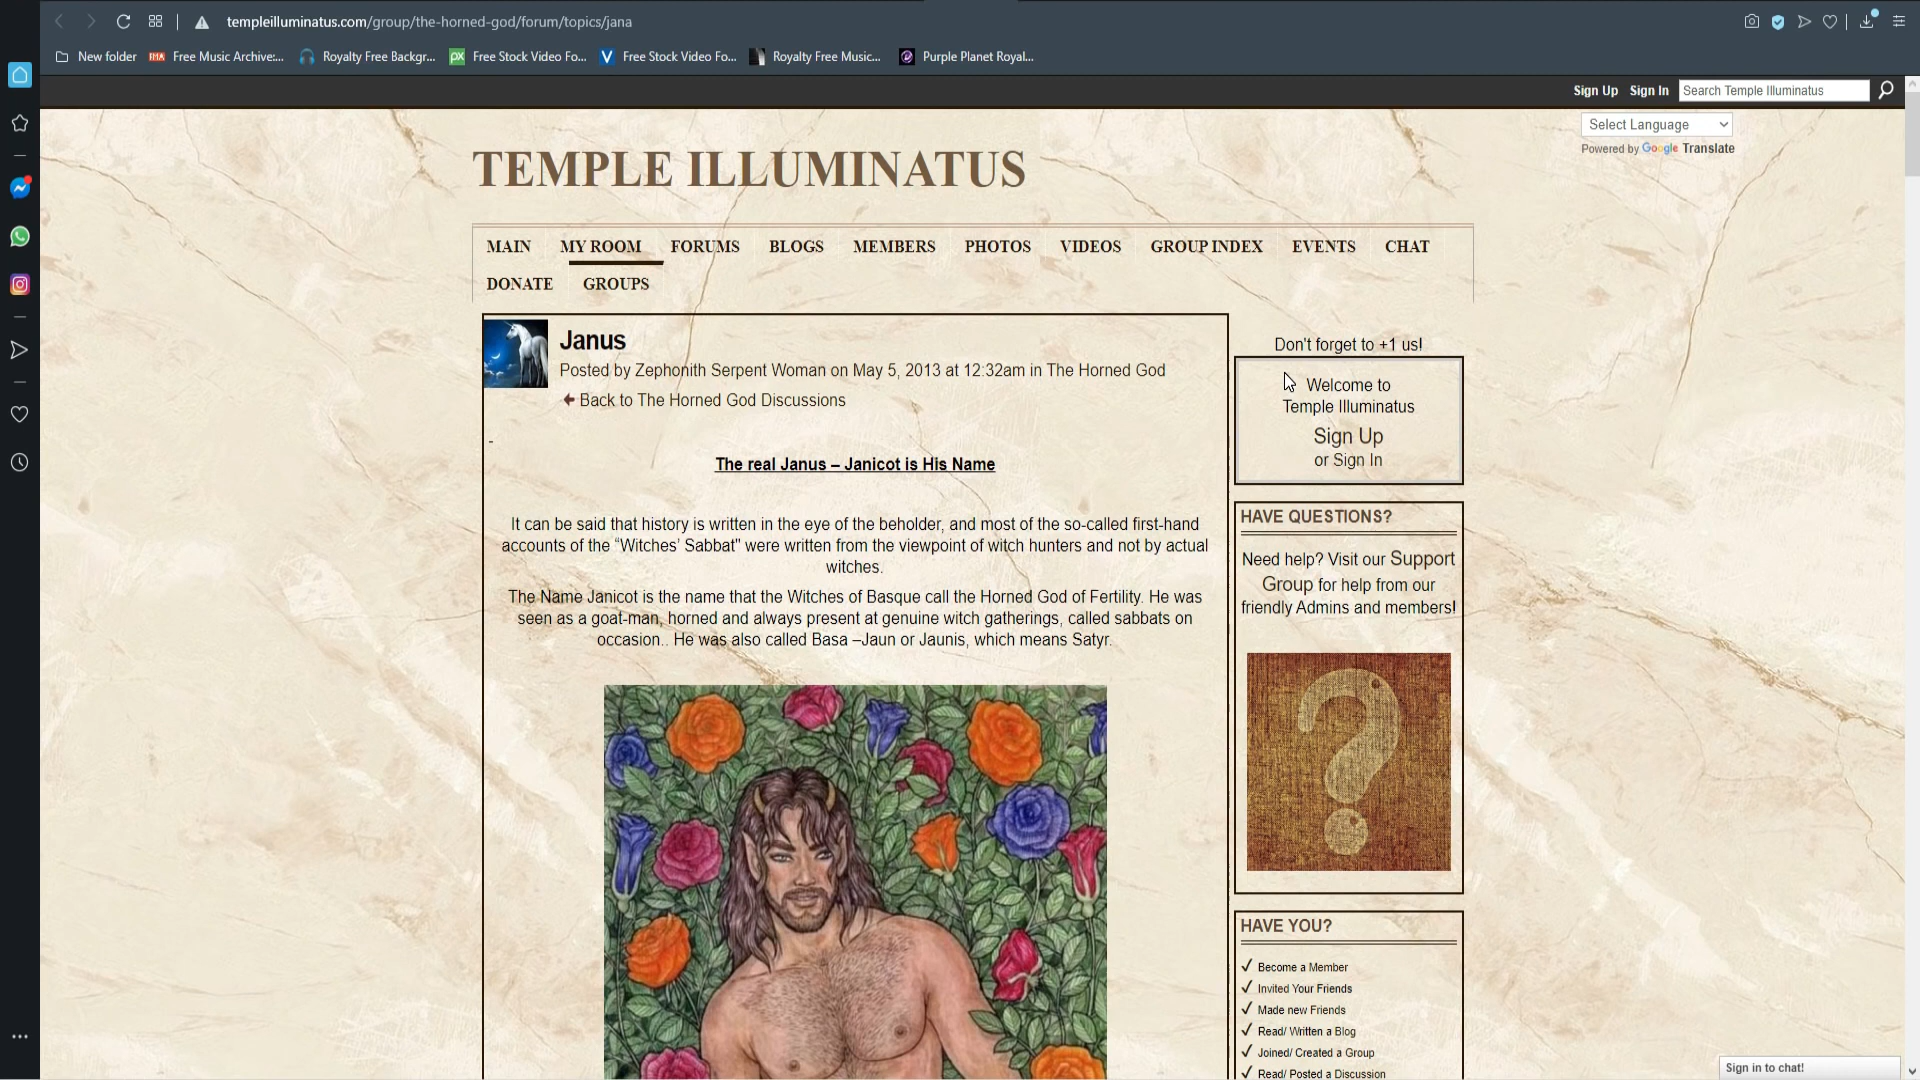 templeilluminatus.com/group/the-horned-god/forum/topics/jana
New folder
FMA Free Music Archive:...
Royalty Free Backgr...
px Free Stock Video Fo...
V Free Stock Video Fo...
Royalty Free Music...
Purple Planet Royal...
Sign Up Sign In Search Temple Illuminatus
Select Language
Powered by Google Translate
TEMPLE ILLUMINATUS
MAIN MY ROOM FORUMS BLOGS MEMBERS PHOTOS VIDEOS GROUP INDEX EVENTS CHAT
DONATE GROUPS
Janus
Posted by Zephonith Serpent Woman on May 5, 2013 at 12:32am in The Horned God
Back to The Horned God Discussions
-
The real Janus – Janicot is His Name
It can be said that history is written in the eye of the beholder, and most of the so-called first-hand
accounts of the “Witches’ Sabbat" were written from the viewpoint of witch hunters and not by actual
witches.
The Name Janicot is the name that the Witches of Basque call the Horned God of Fertility. He was
seen as a goat-man, horned and always present at genuine witch gatherings, called sabbats on
occasion.. He was also called Basa –Jaun or Jaunis, which means Satyr.
Don't forget to +1 us!
Welcome to
Temple Illuminatus
Sign Up
or Sign In
HAVE QUESTIONS?
Need help? Visit our Support
Group for help from our
friendly Admins and members!
?
HAVE YOU?
✓ Become a Member
✓ Invited Your Friends
✓ Made new Friends
✓ Read/ Written a Blog
✓ Joined/ Created a Group
✓ Read/ Posted a Discussion
Sign in to chat!